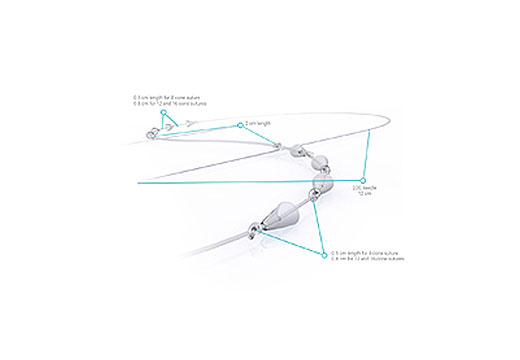 0.5 cm length for 8 cone suture
0.8 cm for 12 and 16 cone sutures
2 cm length
needle
12 cm
0.5 cm length for 8 cone suture
0.8 cm for 12 and 16 cone sutures